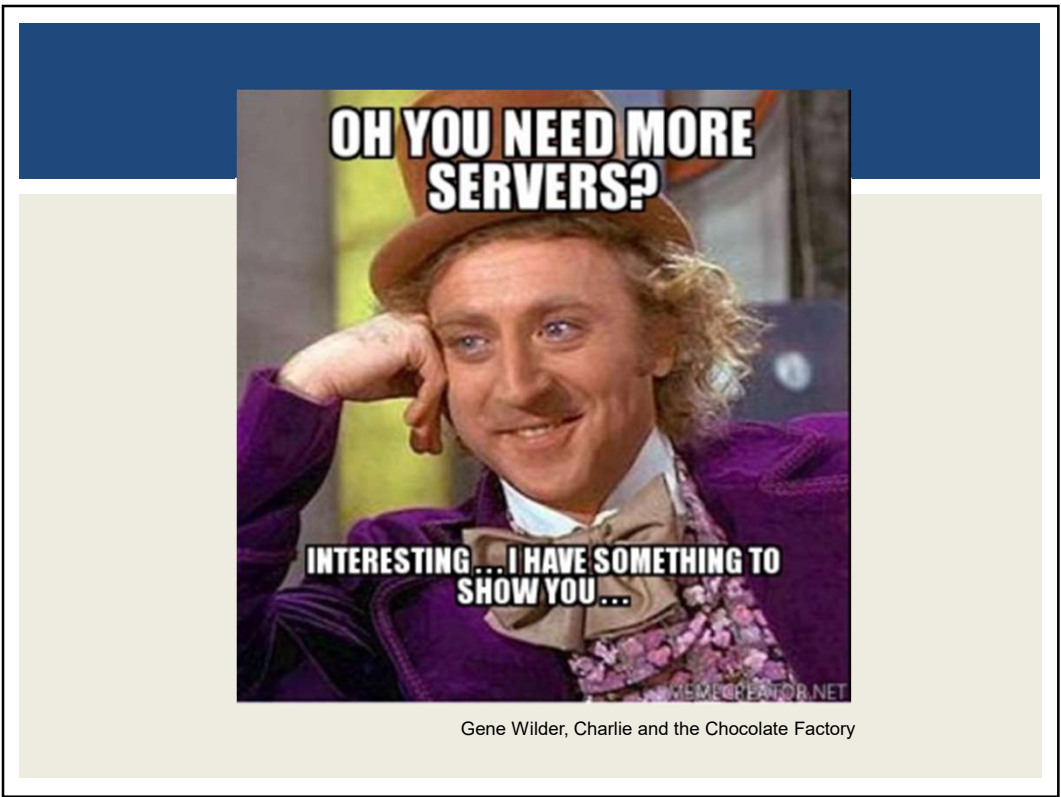 OH YOU NEED MORE
SERVERS?
INTERESTING...I HAVE SOMETHING TO
SHOW YOU...
MEMECREATOR.NET
Gene Wilder, Charlie and the Chocolate Factory